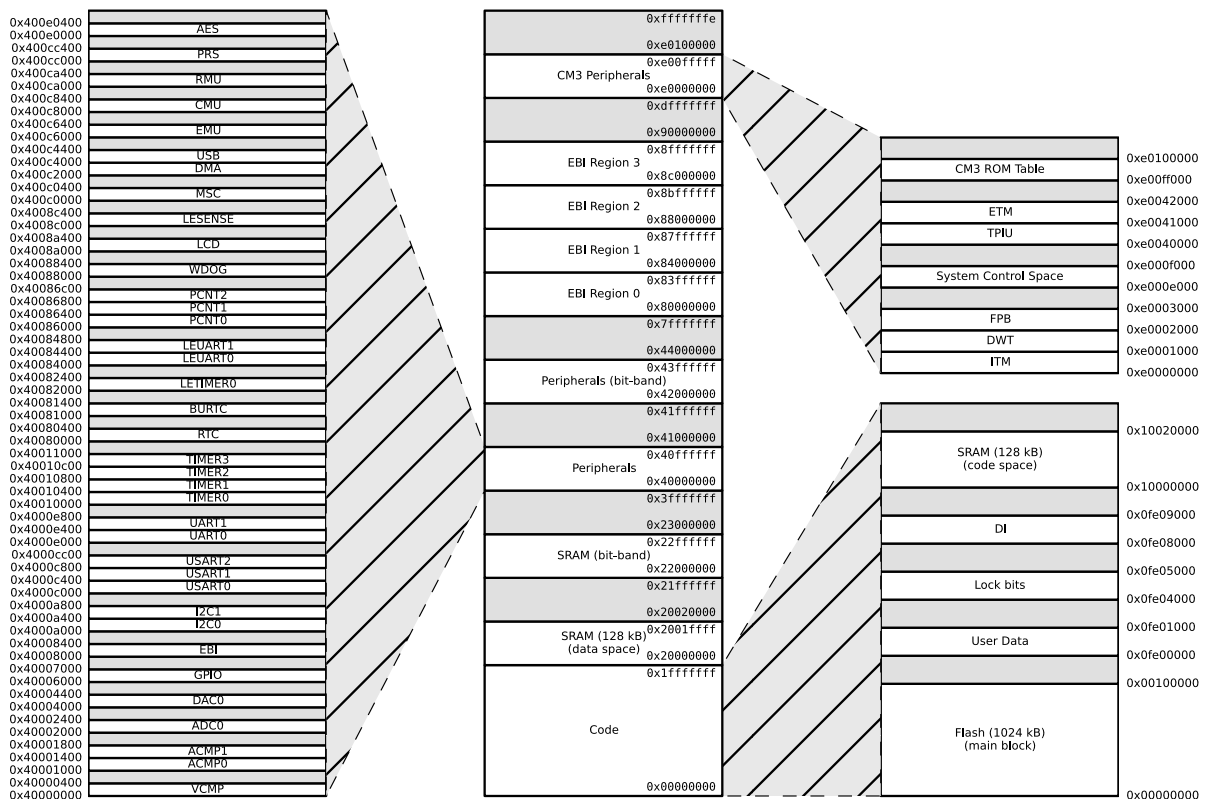 0x400e0400
AES
0x400e0000
0x400cc400
PRS
0x400cc000
0x400ca400
RMU
0x400ca000
0x400c8400
CMU
0x400c8000
0x400c6400
EMU
0x400c6000
0x400c4400
USB
0x400c4000
DMA
0x400c2000
0x400c0400
MSC
0x400c0000
0x4008c400
LESENSE
0x4008c000
0x4008a400
LCD
0x4008a000
0x40088400
WDOG
0x40088000
0x40086c00
PCNT2
0x40086800
PCNT1
0x40086400
PCNT0
0x40086000
0x40084800
LEUART1
0x40084400
LEUART0
0x40084000
0x40082400
LETIMER0
0x40082000
0x40081400
BURTC
0x40081000
0x40080400
RTC
0x40080000
0x40011000
TIMER3
0x40010c00
TIMER2
0x40010800
TIMER1
0x40010400
TIMER0
0x40010000
0x4000e800
UART1
0x4000e400
UART0
0x4000e000
0x4000cc00
USART2
0x4000c800
USART1
0x4000c400
USART0
0x4000c000
0x4000a800
I2C1
0x4000a400
I2C0
0x4000a000
0x40008400
EBI
0x40008000
0x40007000
GPIO
0x40006000
0x40004400
DAC0
0x40004000
0x40002400
ADC0
0x40002000
0x40001800
ACMP1
0x40001400
ACMP0
0x40001000
0x40000400
VCMP
0x40000000
0xfffffffe
0xe0100000
0xe00fffff
CM3 Peripherals
0xe0000000
0xdfffffff
0x90000000
0x8fffffff
EBI Region 3
0x8c000000
0x8bffffff
EBI Region 2
0x88000000
0x87ffffff
EBI Region 1
0x84000000
0x83ffffff
EBI Region 0
0x80000000
0x7fffffff
0x44000000
0x43ffffff
Peripherals (bit-band)
0x42000000
0x41ffffff
0x41000000
0x40ffffff
Peripherals
0x40000000
0x3fffffff
0x23000000
0x22ffffff
SRAM (bit-band)
0x22000000
0x21ffffff
0x20020000
0x2001ffff
SRAM (128 kB)
(data space)
0x20000000
0x1fffffff
Code
0x00000000
0xe0100000
CM3 ROM Table
0xe00ff000
0xe0042000
ETM
0xe0041000
TPIU
0xe0040000
0xe000f000
System Control Space
0xe000e000
0xe0003000
FPB
0xe0002000
DWT
0xe0001000
ITM
0xe0000000
0x10020000
SRAM (128 kB)
(code space)
0x10000000
0x0fe09000
DI
0x0fe08000
0x0fe05000
Lock bits
0x0fe04000
0x0fe01000
User Data
0x0fe00000
0x00100000
Flash (1024 kB)
(main block)
0x00000000